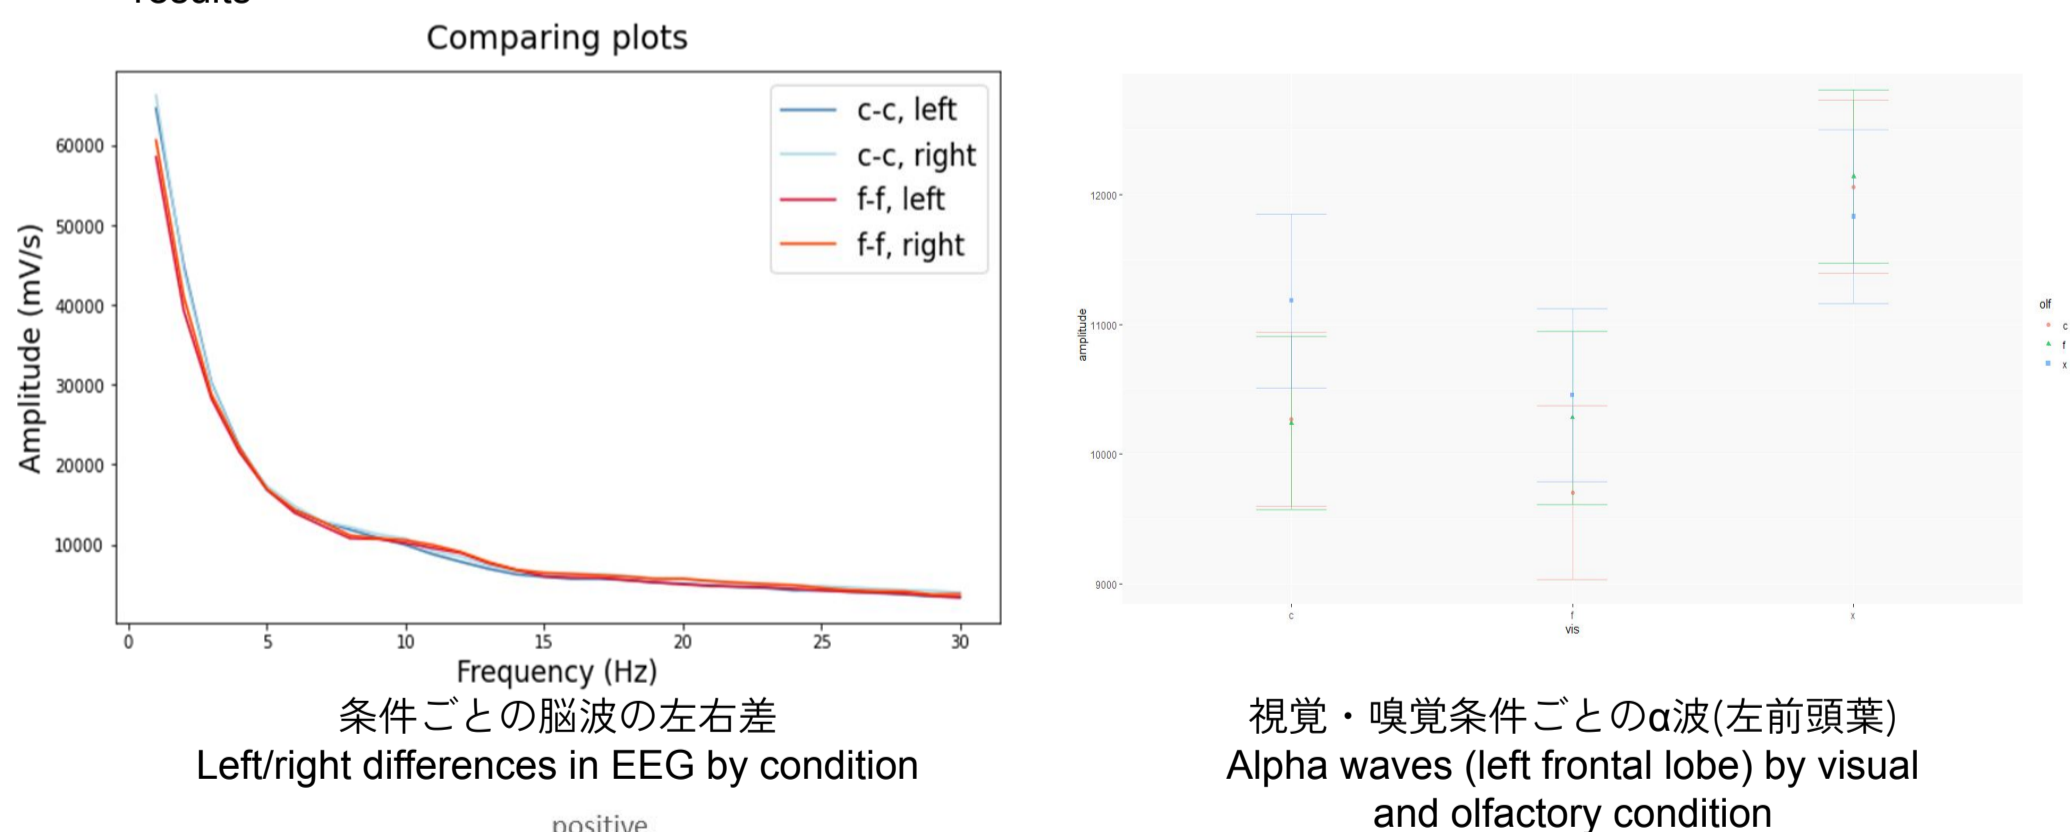 results
Comparing plots
c-c, left
c-c, right
f-f, left
f-f, right
Amplitude (mV/s)
60000
50000
40000
30000
20000
10000
0 5 10 15 20 25 30
Frequency (Hz)
条件ごとの脳波の左右差
Left/right differences in EEG by condition
positive
amplitude
12000
11000
10000
9000
c f x
vis
olf
c
f
x
視覚・嗅覚条件ごとのα波(左前頭葉)
Alpha waves (left frontal lobe) by visual
and olfactory condition